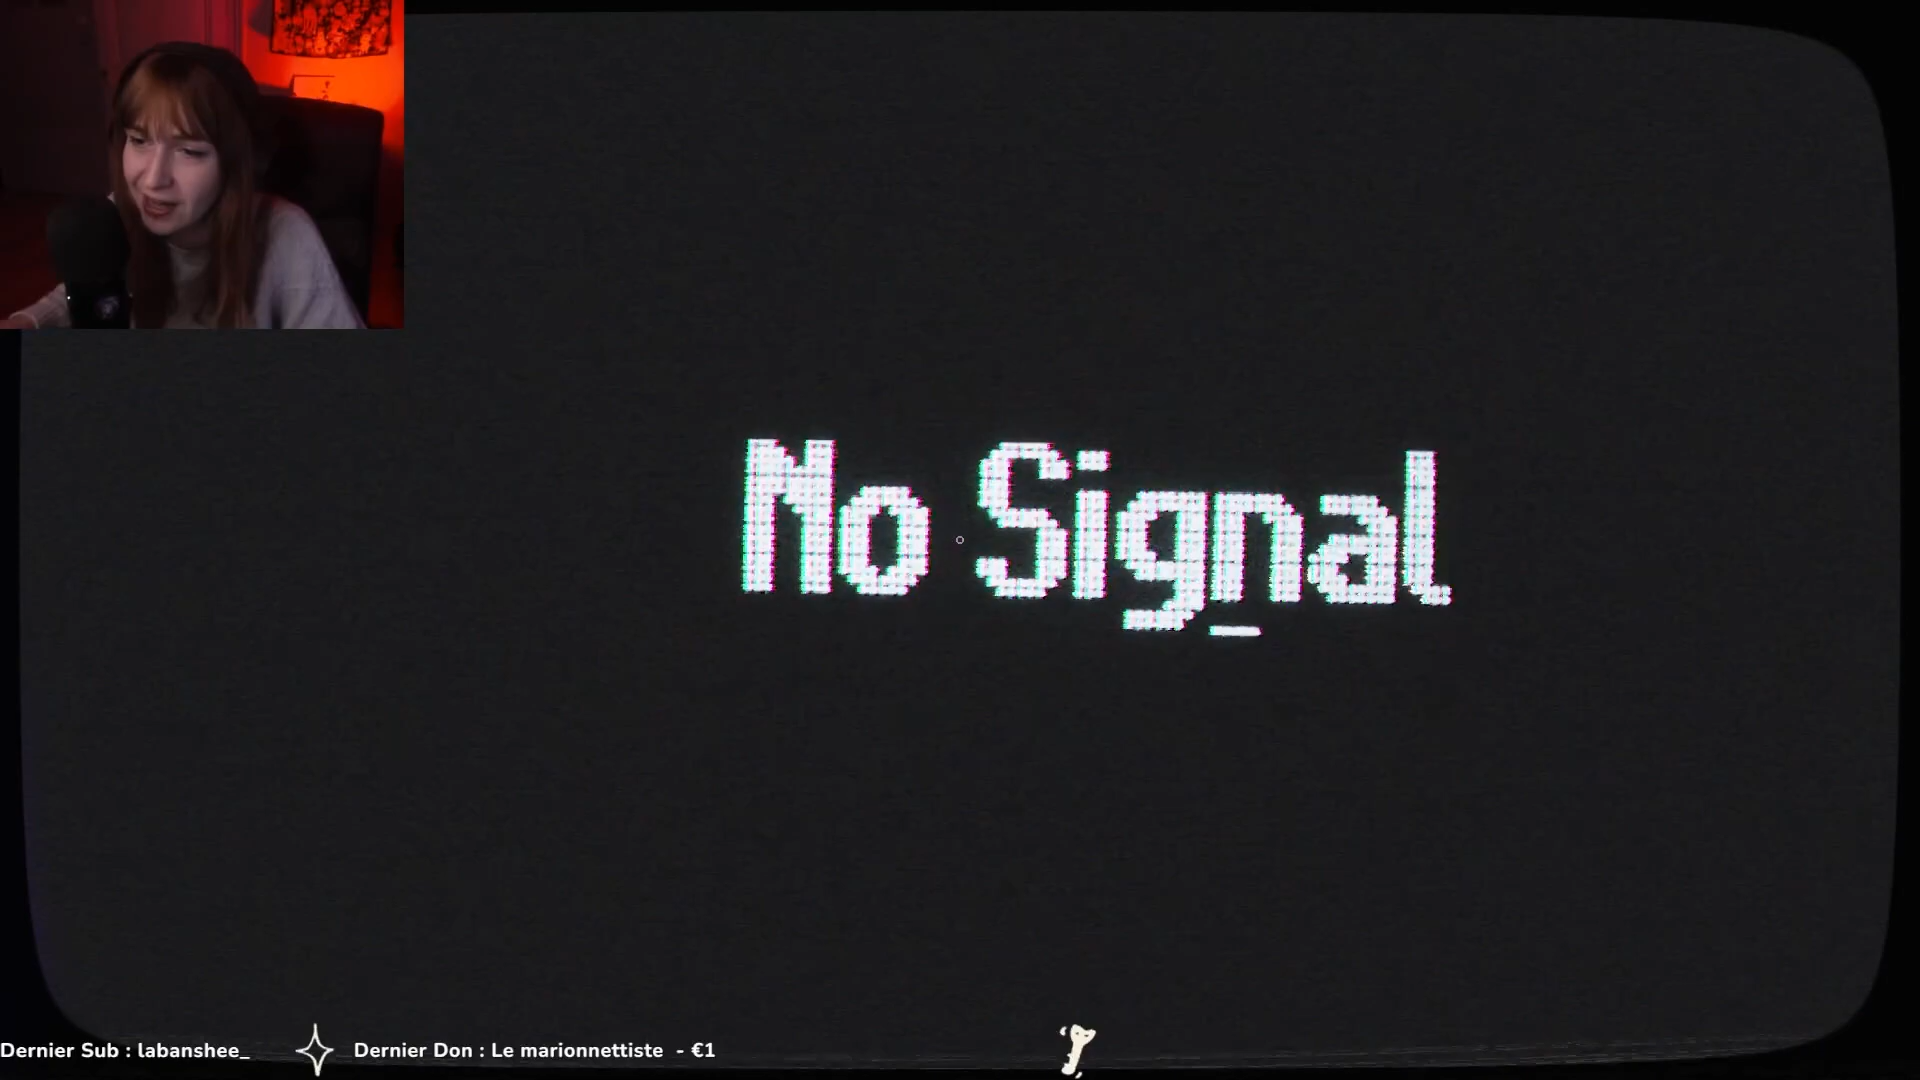 No Signal
Dernier Sub : labanshee_ Dernier Don : Le marionnettiste - €1